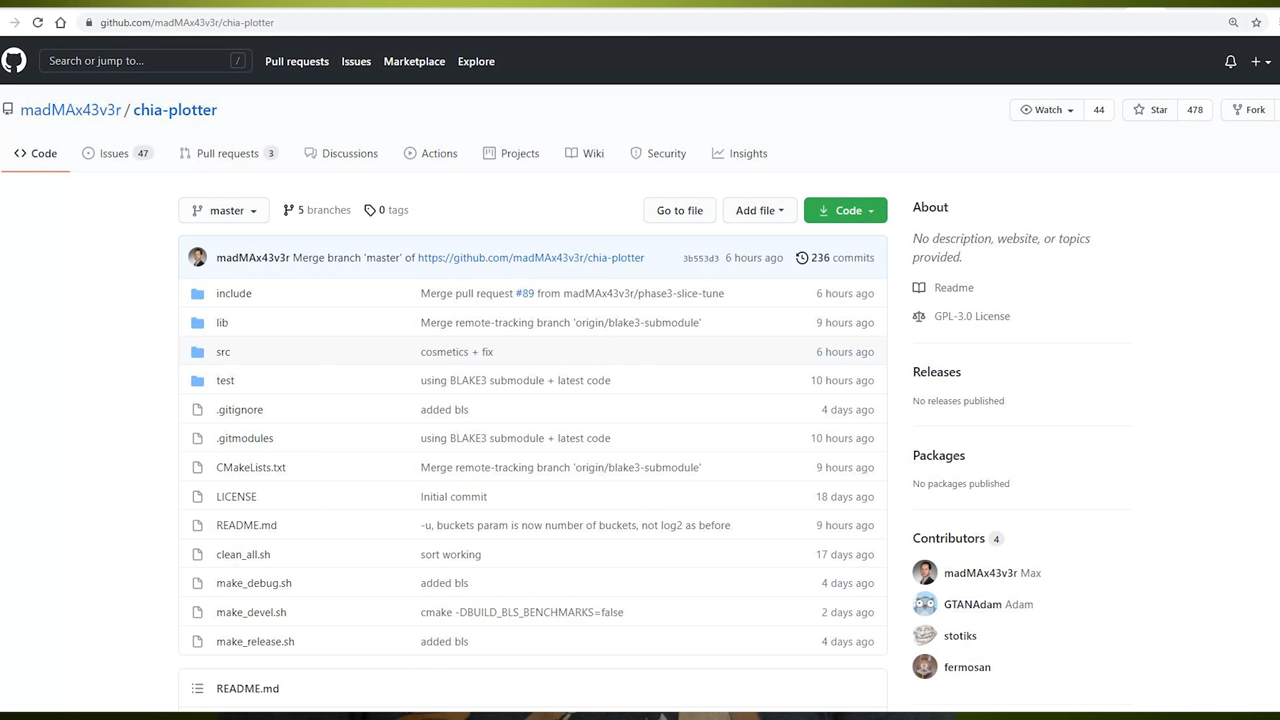 github.com/madMAx43v3r/chia-plotter
Search or jump to... /
Pull requests Issues Marketplace Explore
madMAx43v3r / chia-plotter
Watch 44 Star 478 Fork
Code Issues 47 Pull requests 3 Discussions Actions Projects Wiki Security Insights
master 5 branches 0 tags Go to file Add file Code
madMAx43v3r Merge branch 'master' of https://github.com/madMAx43v3r/chia-plotter 3b553d3 6 hours ago 236 commits
include Merge pull request #89 from madMAx43v3r/phase3-slice-tune 6 hours ago
lib Merge remote-tracking branch 'origin/blake3-submodule' 9 hours ago
src cosmetics + fix 6 hours ago
test using BLAKE3 submodule + latest code 10 hours ago
.gitignore added bls 4 days ago
.gitmodules using BLAKE3 submodule + latest code 10 hours ago
CMakeLists.txt Merge remote-tracking branch 'origin/blake3-submodule' 9 hours ago
LICENSE Initial commit 18 days ago
README.md -u, buckets param is now number of buckets, not log2 as before 9 hours ago
clean_all.sh sort working 17 days ago
make_debug.sh added bls 4 days ago
make_devel.sh cmake -DBUILD_BLS_BENCHMARKS=false 2 days ago
make_release.sh added bls 4 days ago
README.md
About
No description, website, or topics
provided.
Readme
GPL-3.0 License
Releases
No releases published
Packages
No packages published
Contributors 4
madMAx43v3r Max
GTANAdam Adam
stotiks
fermosan